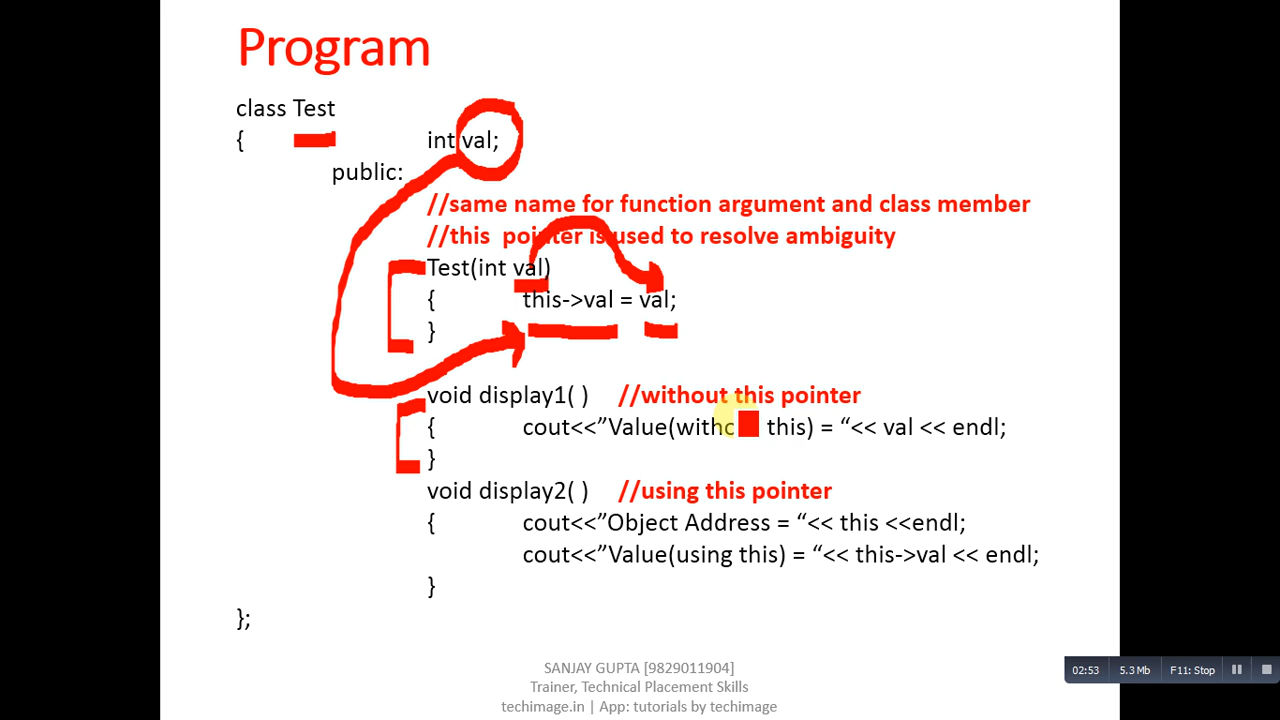 Program
class Test
{ int val;
public:
//same name for function argument and class member
//this pointer is used to resolve ambiguity
Test(int val)
{ this->val = val;
}
void display1( ) //without this pointer
{ cout<<”Value( this) = “<< val << endl;
}
void display2( ) //using this pointer
{ cout<<”Object Address = “<< this <<endl;
cout<<”Value(using this) = “<< this->val << endl;
}
};
SANJAY GUPTA [9829011904]
Trainer, Technical Placement Skills
techimage.in | App: tutorials by techimage
02:53 5.3 Mb F11: Stop